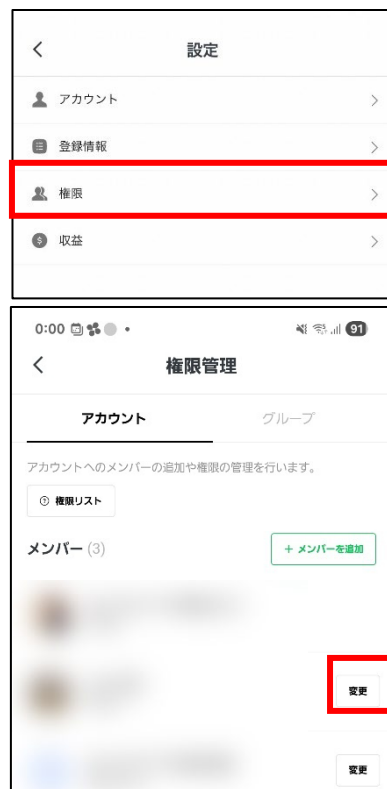 設定
アカウント
登録情報
権限
収益
0:00 91
権限管理
アカウント グループ
アカウントへのメンバーの追加や権限の管理を行います。
権限リスト
メンバー (3) + メンバーを追加
変更
変更